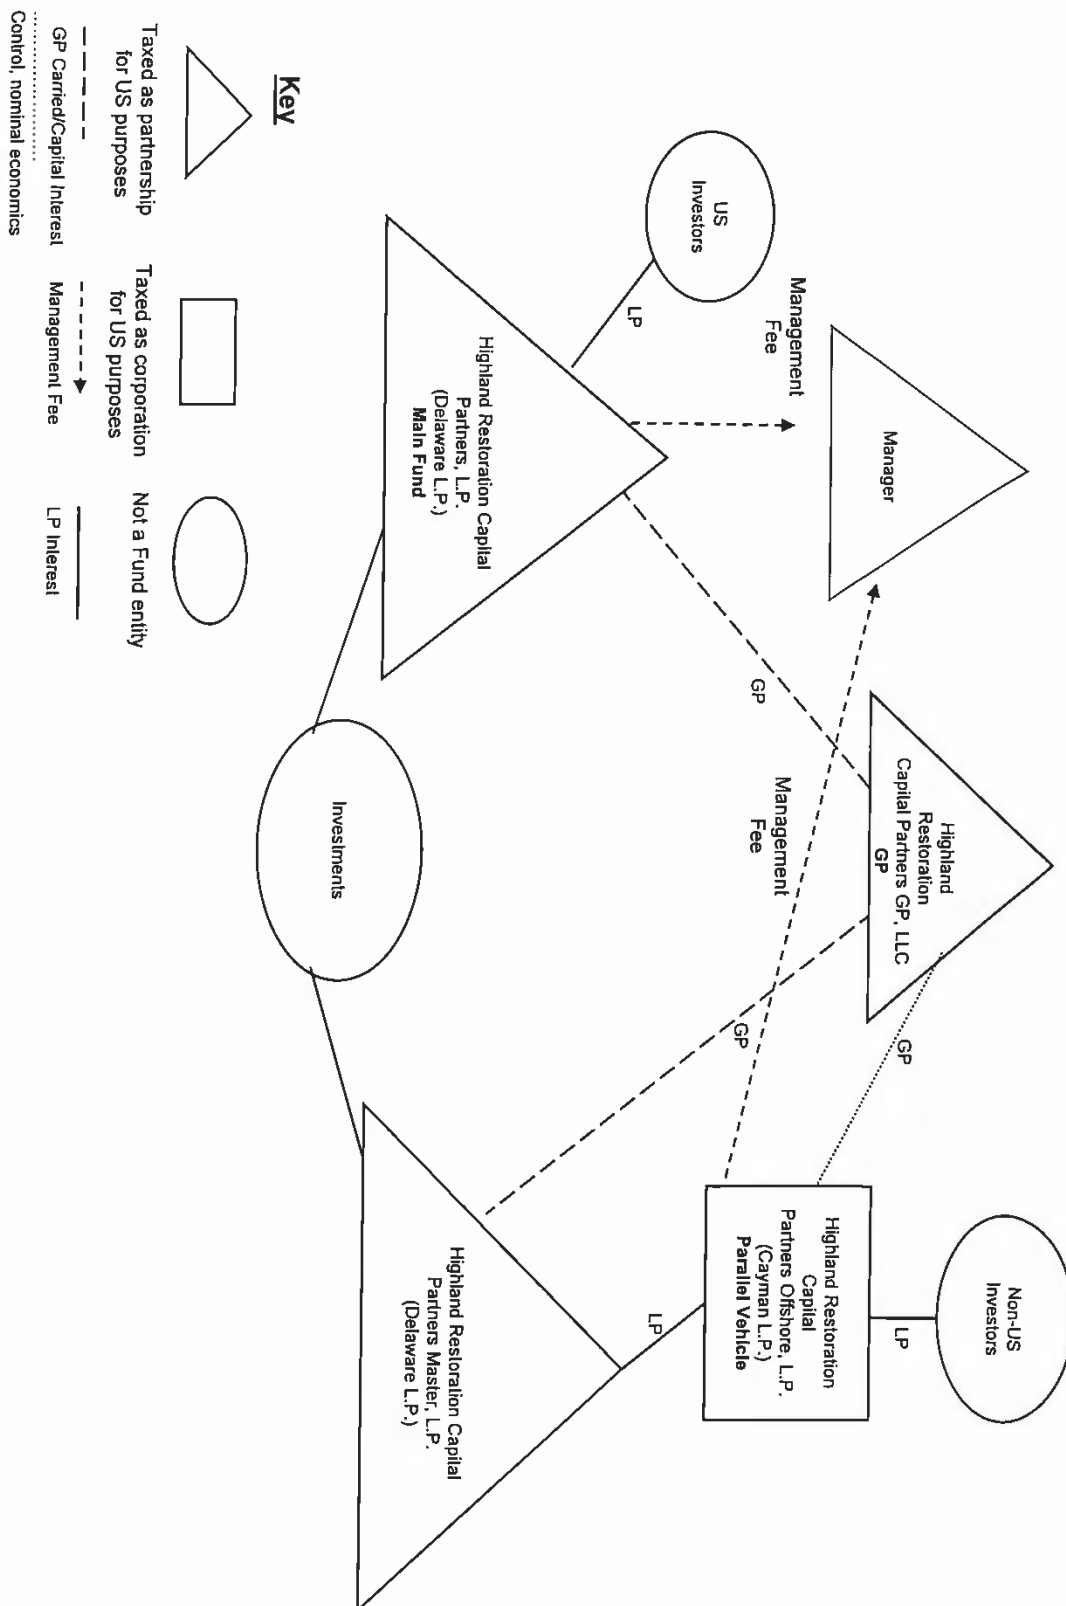 Non-US
Investors
LP
Highland Restoration
Capital
Partners Offshore, L.P.
(Cayman L.P.)
Parallel Vehicle
LP
GP
Highland
Restoration
Capital Partners GP, LLC
GP
GP
GP
Management
Fee
Manager
Management
Fee
US
Investors
LP
Highland Restoration Capital
Partners, L.P.
(Delaware L.P.)
Main Fund
Investments
Highland Restoration Capital
Partners Master, L.P.
(Delaware L.P.)
Key
Taxed as partnership
for US purposes
Taxed as corporation
for US purposes
Not a Fund entity
GP Carried/Capital Interest
Management Fee
LP Interest
Control, nominal economics